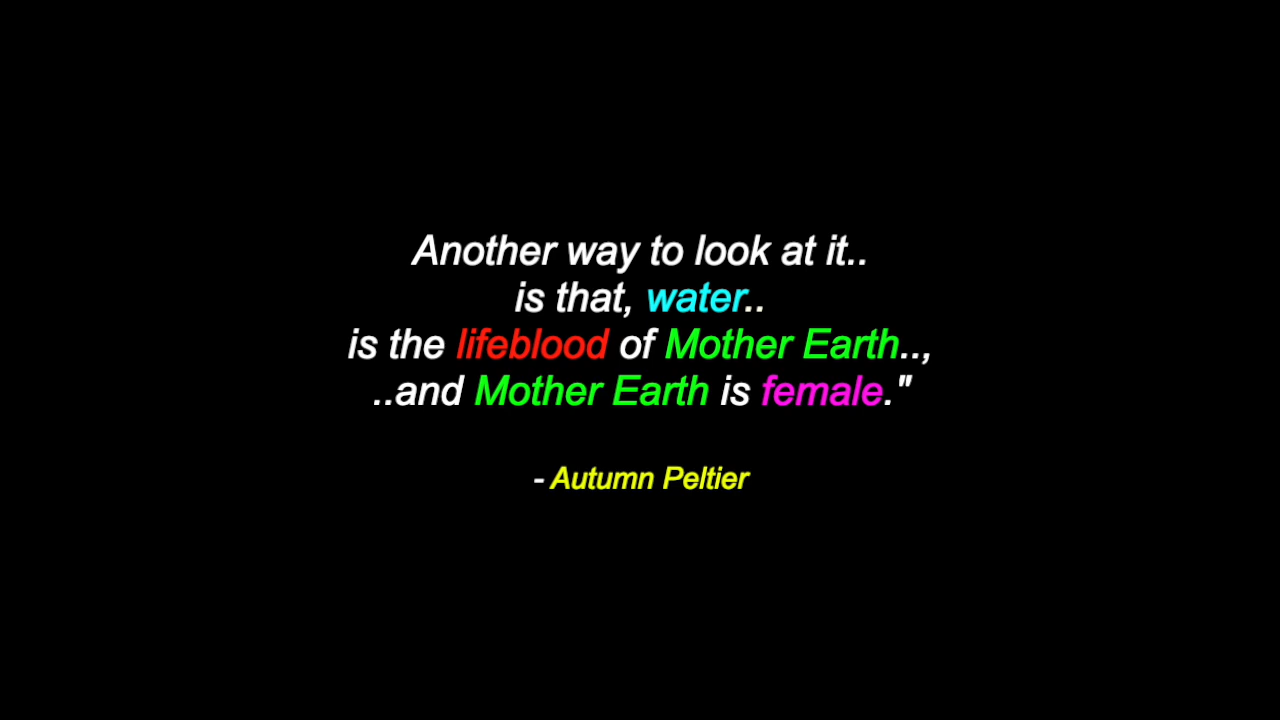 Another way to look at it..
is that, water..
is the lifeblood of Mother Earth..,
..and Mother Earth is female."
- Autumn Peltier